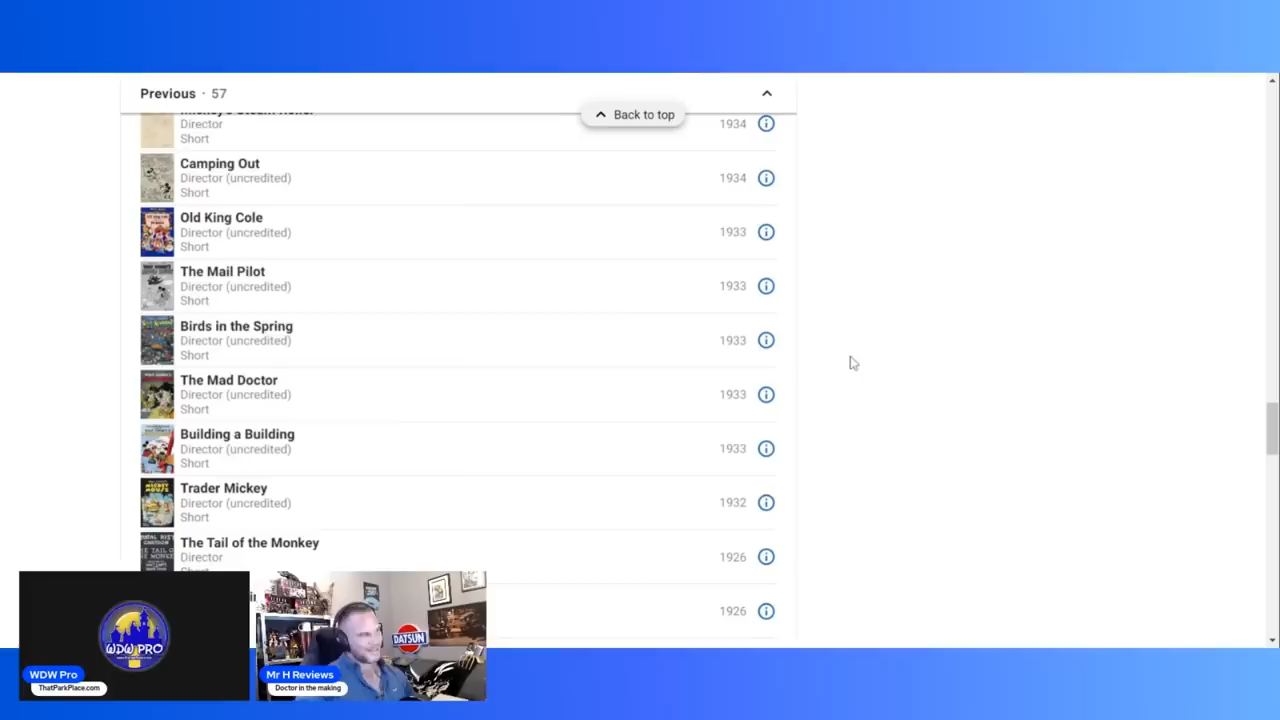 Previous · 57
Back to top
Director
1934
Short
Camping Out
Director (uncredited)
1934
Short
Old King Cole
Director (uncredited)
1933
Short
The Mail Pilot
Director (uncredited)
1933
Short
Birds in the Spring
Director (uncredited)
1933
Short
The Mad Doctor
Director (uncredited)
1933
Short
Building a Building
Director (uncredited)
1933
Short
Trader Mickey
Director (uncredited)
1932
Short
The Tail of the Monkey
Director
1926
1926
WDW PRO
DATSUN
WDW Pro
ThatParkPlace.com
Mr H Reviews
Doctor in the making